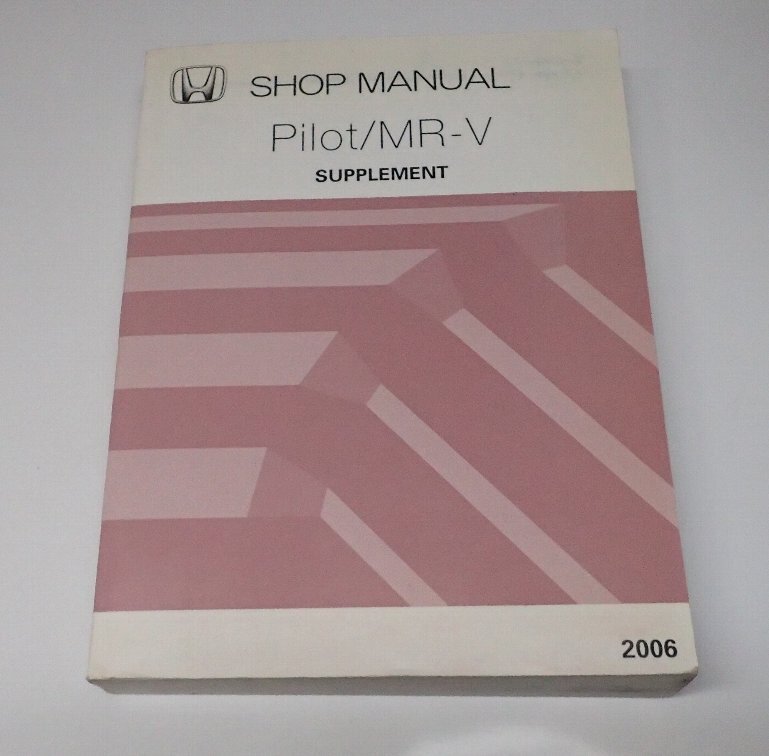 SHOP MANUAL
Pilot/MR-V
SUPPLEMENT
2006